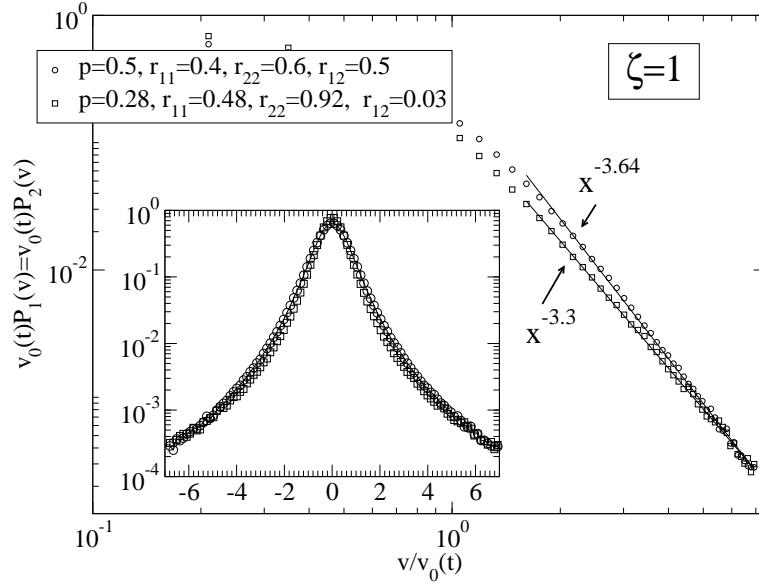 10^0
p=0.5, r_11=0.4, r_22=0.6, r_12=0.5
p=0.28, r_11=0.48, r_22=0.92, r_12=0.03
ζ=1
x^-3.64
x^-3.3
v_0(t)P_1(v)=v_0(t)P_2(v)
10^-2
10^0
10^-1
10^-2
10^-3
10^-4
-6 -4 -2 0 2 4 6
10^-1 10^0
v/v_0(t)